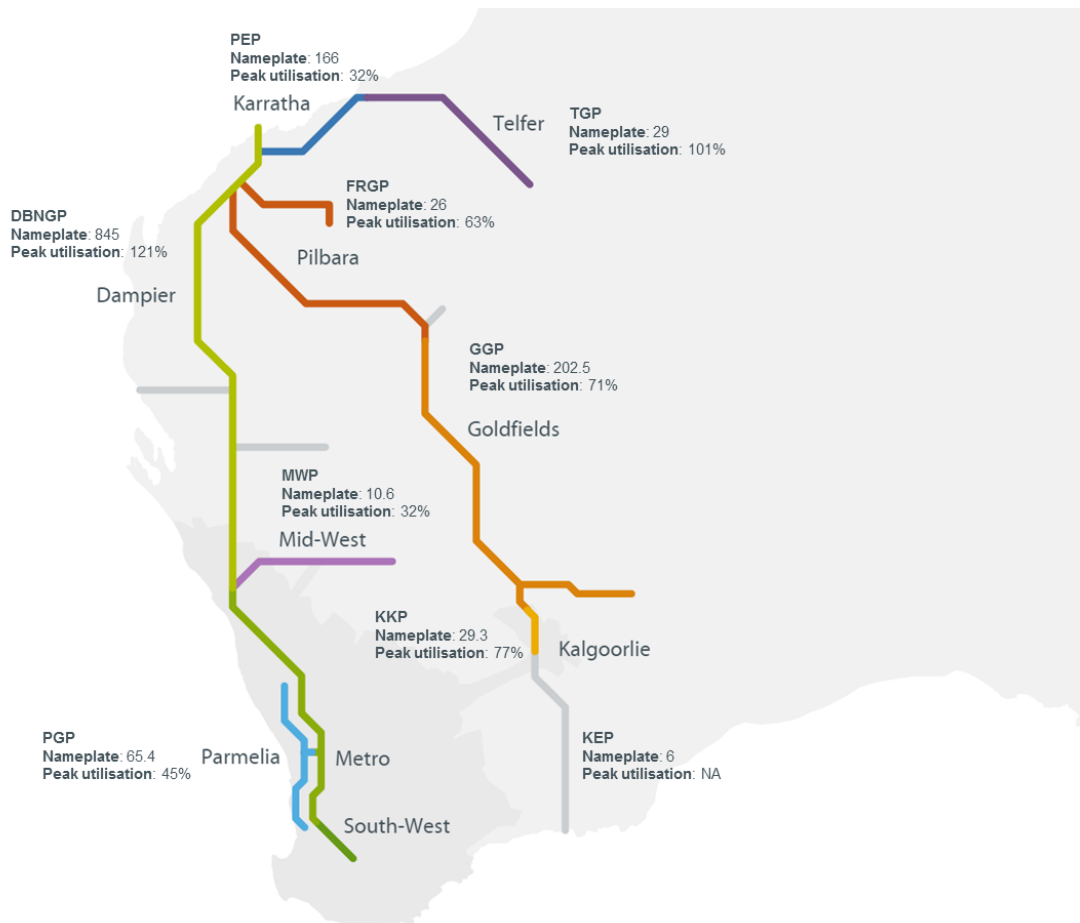 PEP
Nameplate: 166
Peak utilisation: 32%
Karratha
TGP
Nameplate: 29
Peak utilisation: 101%
Telfer
FRGP
Nameplate: 26
Peak utilisation: 63%
DBNGP
Nameplate: 845
Peak utilisation: 121%
Pilbara
Dampier
GGP
Nameplate: 202.5
Peak utilisation: 71%
Goldfields
MWP
Nameplate: 10.6
Peak utilisation: 32%
Mid-West
KKP
Nameplate: 29.3
Peak utilisation: 77%
Kalgoorlie
PGP
Nameplate: 65.4
Peak utilisation: 45%
Parmelia
Metro
KEP
Nameplate: 6
Peak utilisation: NA
South-West